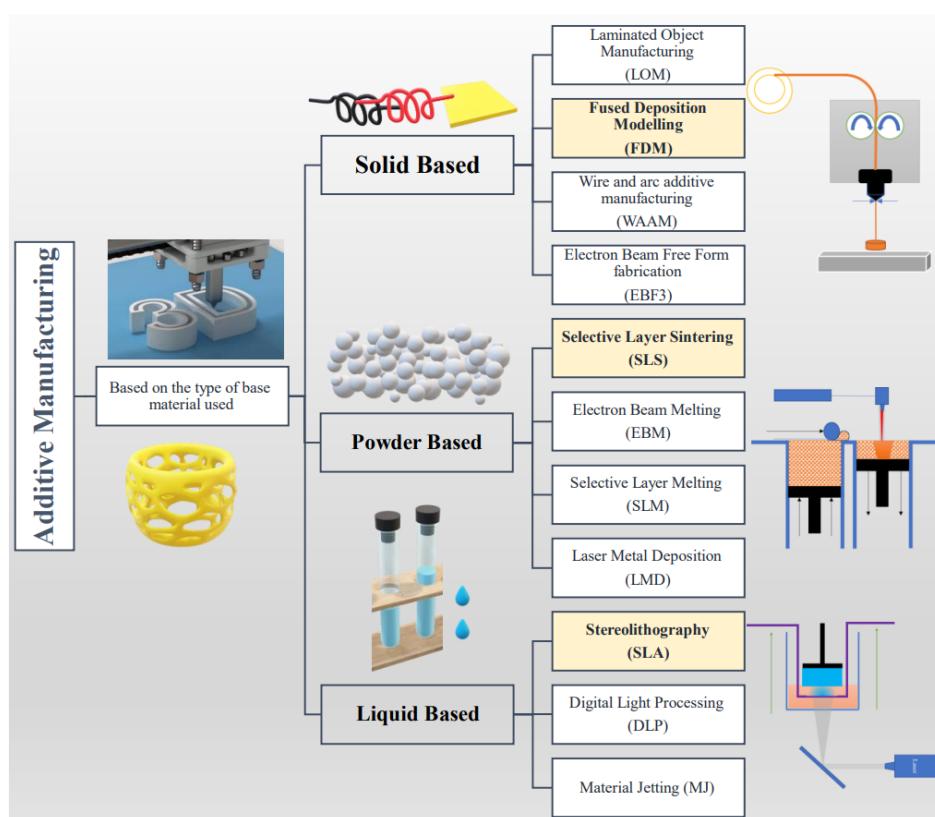 Additive Manufacturing
Based on the type of base
material used
Solid Based
Laminated Object
Manufacturing
(LOM)
Fused Deposition
Modelling
(FDM)
Wire and arc additive
manufacturing
(WAAM)
Electron Beam Free Form
fabrication
(EBF3)
Powder Based
Selective Layer Sintering
(SLS)
Electron Beam Melting
(EBM)
Selective Layer Melting
(SLM)
Laser Metal Deposition
(LMD)
Liquid Based
Stereolithography
(SLA)
Digital Light Processing
(DLP)
Material Jetting (MJ)
Laser